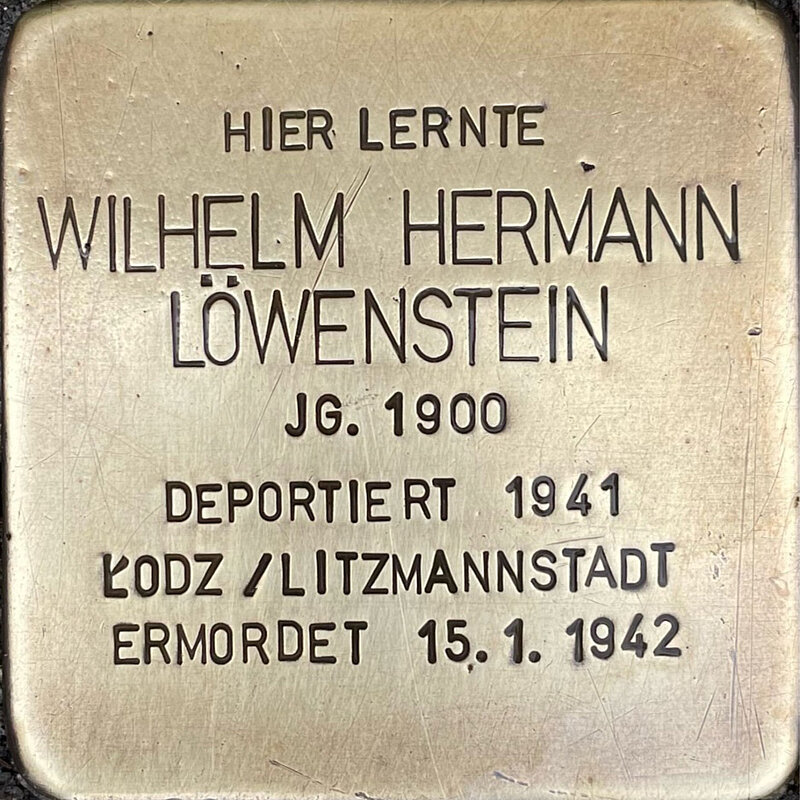 HIER LERNTE
WILHELM HERMANN
LÖWENSTEIN
JG. 1900
DEPORTIERT 1941
ŁODZ / LITZMANNSTADT
ERMORDET 15.1.1942